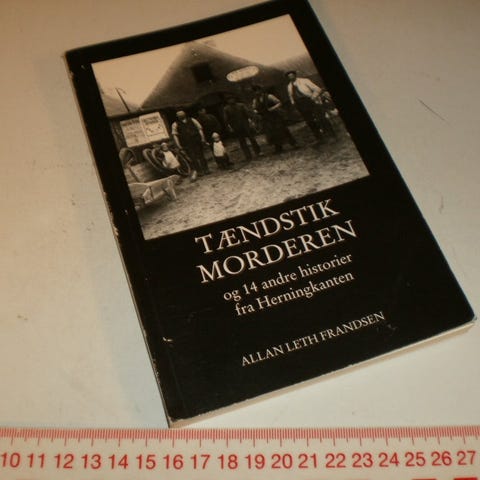 TÆNDSTIK
MORDEREN
og 14 andre historier
fra Herningkanten
ALLAN LETH FRANDSEN
10 11 12 13 14 15 16 17 18 19 20 21 22 23 24 25 26 27